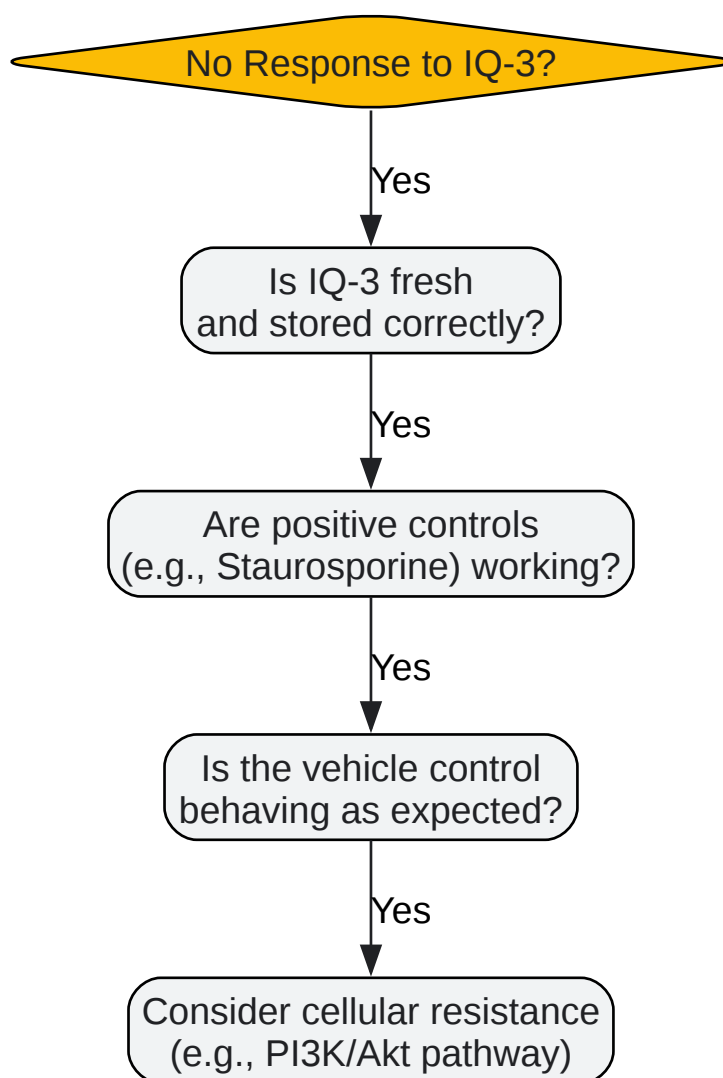 No Response to IQ-3?
Yes
Is IQ-3 fresh
and stored correctly?
Yes
Are positive controls
(e.g., Staurosporine) working?
Yes
Is the vehicle control
behaving as expected?
Yes
Consider cellular resistance
(e.g., PI3K/Akt pathway)